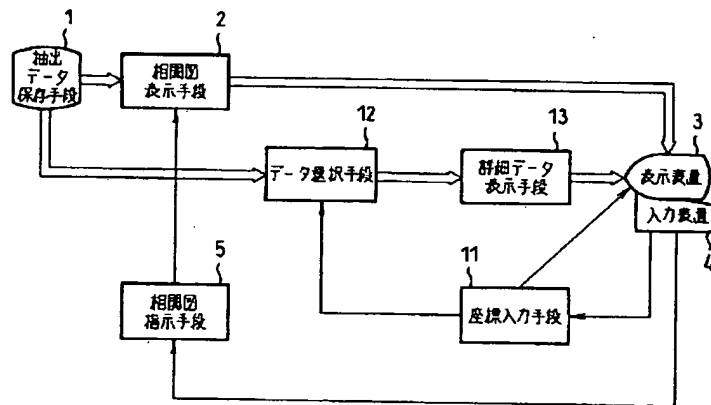 1
抽出
データ
保存手段
2
相関図
表示手段
12
データ選択手段
13
詳細データ
表示手段
3
表示装置
入力装置
4
5
相関図
指示手段
11
座標入力手段